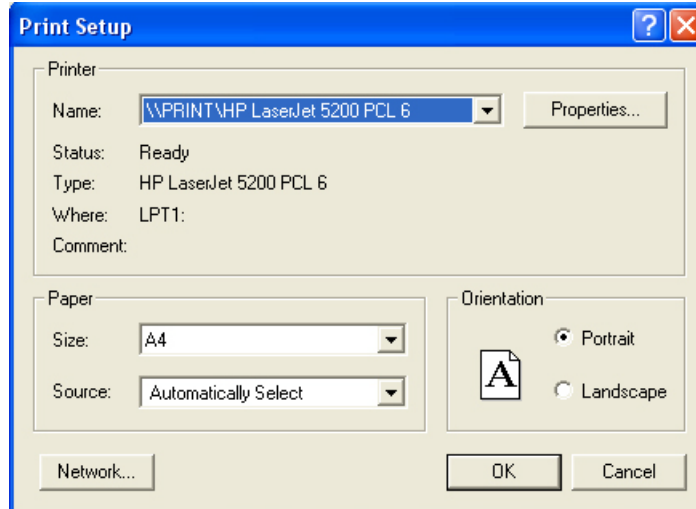 Print Setup
Printer
Name: \\PRINT\HP LaserJet 5200 PCL 6 Properties...
Status: Ready
Type: HP LaserJet 5200 PCL 6
Where: LPT1:
Comment:
Paper
Size: A4
Source: Automatically Select
Orientation
A
Portrait
Landscape
Network... OK Cancel